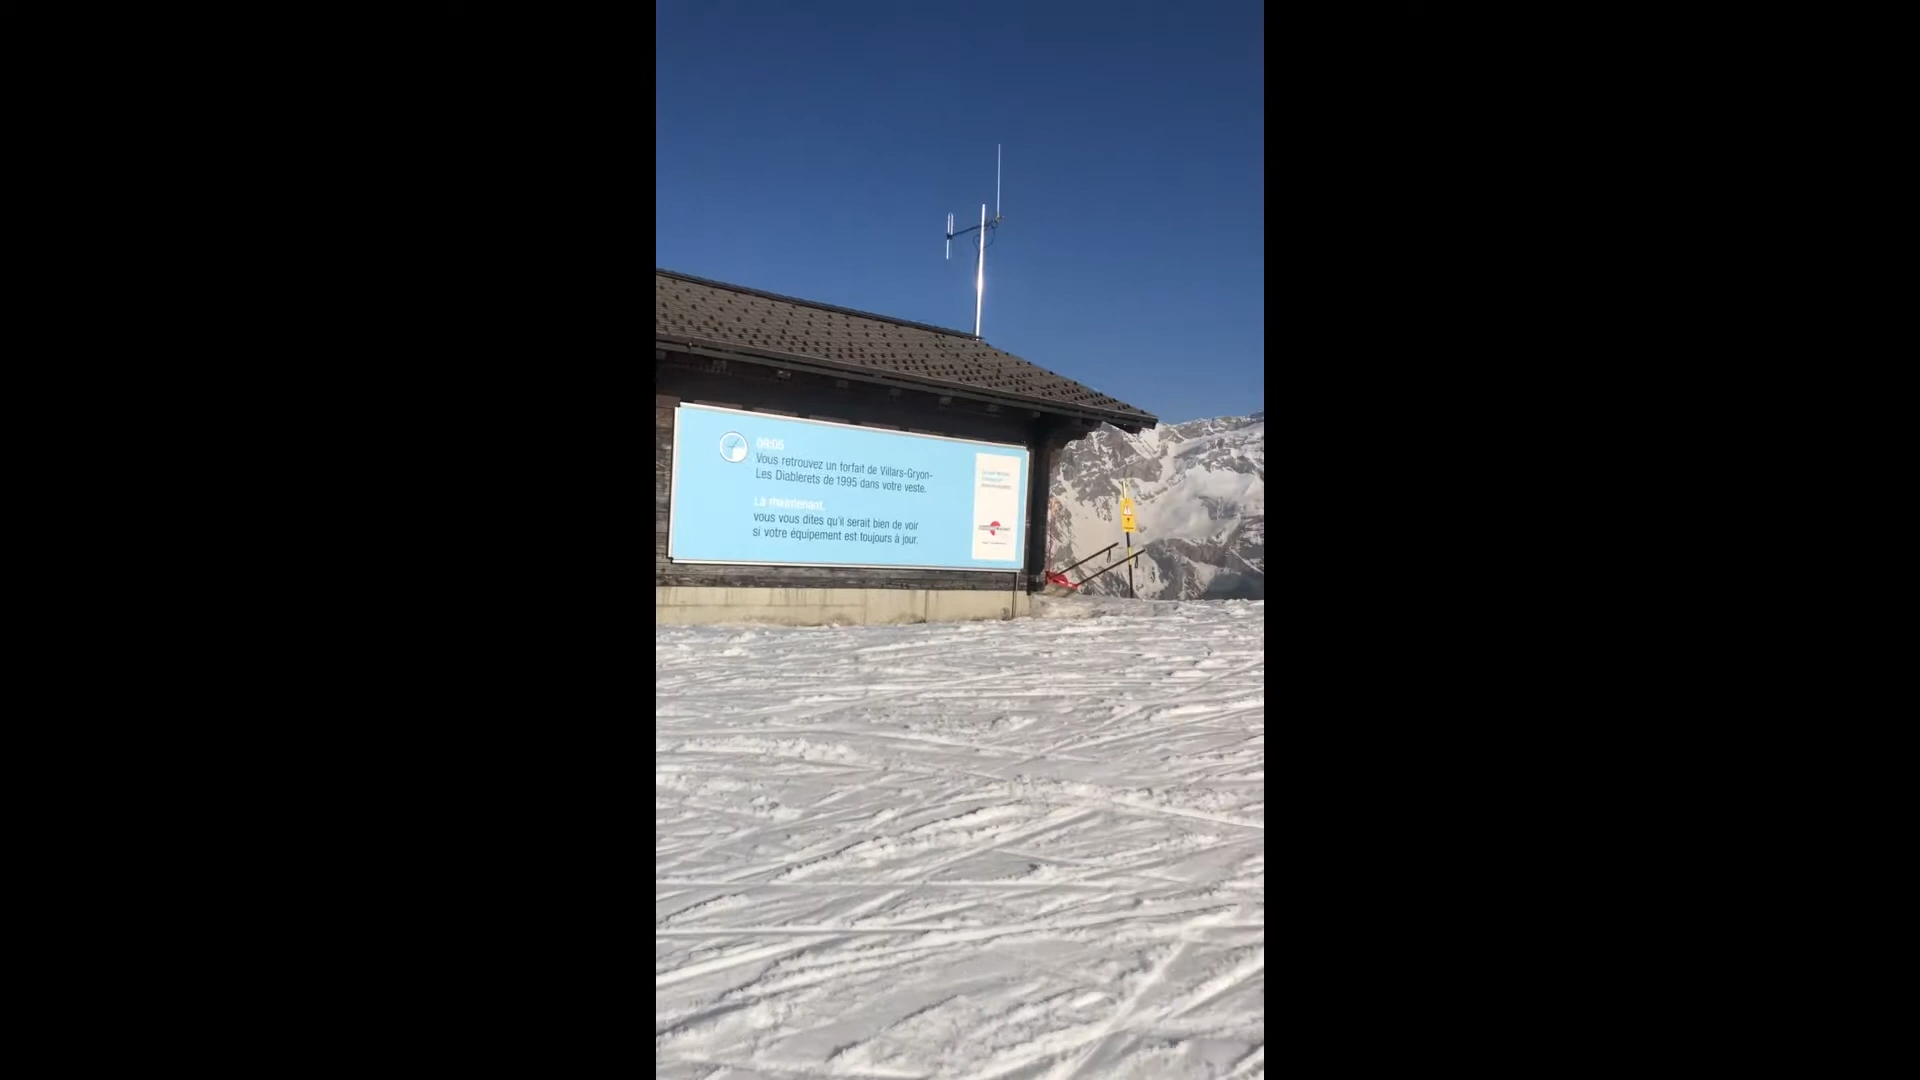 09:05
Vous retrouvez un forfait de Villars-Gryon-
Les Diablerets de 1995 dans votre veste.
Là maintenant,
vous vous dites qu'il serait bien de voir
si votre équipement est toujours à jour.